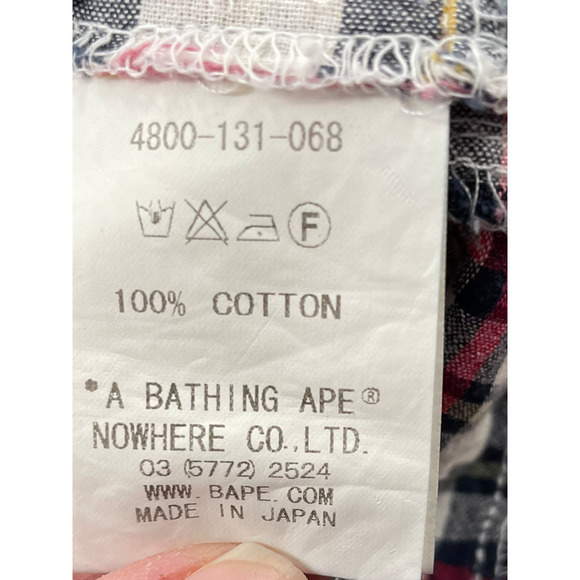 4800-131-068
F
100% COTTON
"A BATHING APE®
NOWHERE CO.,LTD.
03 (5772) 2524
WWW. BAPE. COM
MADE IN JAPAN